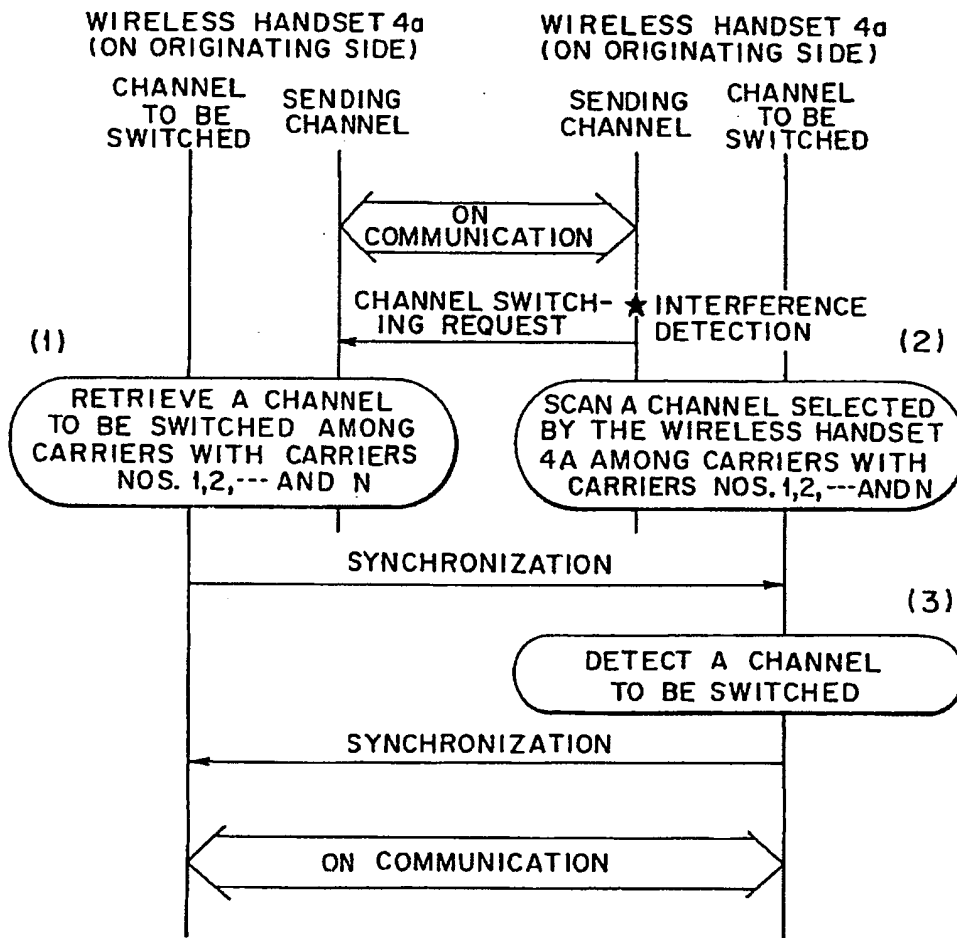 WIRELESS HANDSET 4a
(ON ORIGINATING SIDE)
WIRELESS HANDSET 4a
(ON ORIGINATING SIDE)
CHANNEL
TO BE
SWITCHED
SENDING
CHANNEL
SENDING
CHANNEL
CHANNEL
TO BE
SWITCHED
ON
COMMUNICATION
CHANNEL SWITCH-
ING REQUEST
★ INTERFERENCE
DETECTION
(1)
(2)
RETRIEVE A CHANNEL
TO BE SWITCHED AMONG
CARRIERS WITH CARRIERS
NOS. 1,2,--- AND N
SCAN A CHANNEL SELECTED
BY THE WIRELESS HANDSET
4A AMONG CARRIERS WITH
CARRIERS NOS. 1,2,---AND N
SYNCHRONIZATION
(3)
DETECT A CHANNEL
TO BE SWITCHED
SYNCHRONIZATION
ON COMMUNICATION